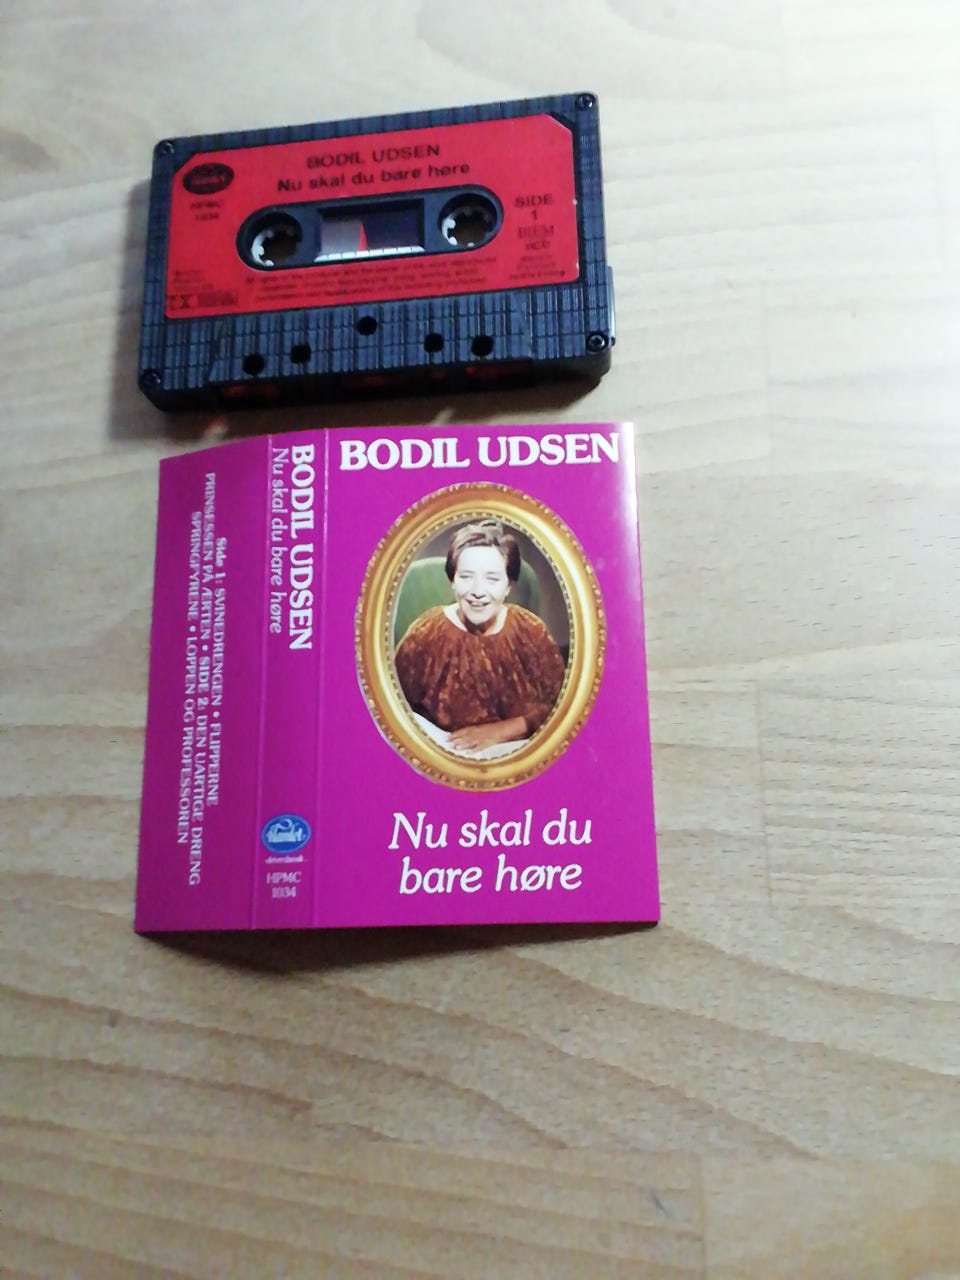 BODIL UDSEN
Nu skal du bare høre
HPMC
1034
SIDE
1
BIEM
ncb
BODIL UDSEN
Nu skal du
bare høre
BODIL UDSEN
Nu skal du bare høre
HPMC
1034
Side 1: SVINEDRENGEN • FLIPPERNE
PRINSESSEN PÅ ÆRTEN • SIDE 2: DEN UARTIGE DRENG
SPRINGFYRENE • LOPPEN OG PROFESSOREN